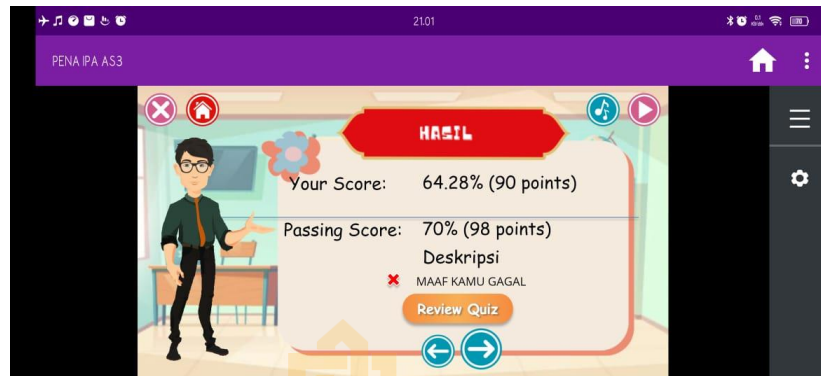 21.01
PENA IPA AS3
HASIL
Your Score: 64.28% (90 points)
Passing Score: 70% (98 points)
Deskripsi
MAAF KAMU GAGAL
Review Quiz